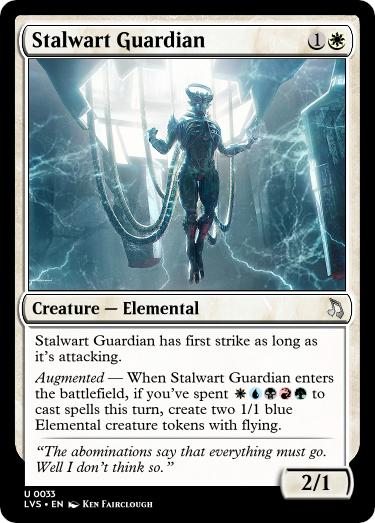 Stalwart Guardian 1
Creature — Elemental
Stalwart Guardian has first strike as long as
it's attacking.
Augmented — When Stalwart Guardian enters
the battlefield, if you've spent to
cast spells this turn, create two 1/1 blue
Elemental creature tokens with flying.
“The abominations say that everything must go.
Well I don't think so.”
2/1
U 0033
LVS • EN Ken Fairclough